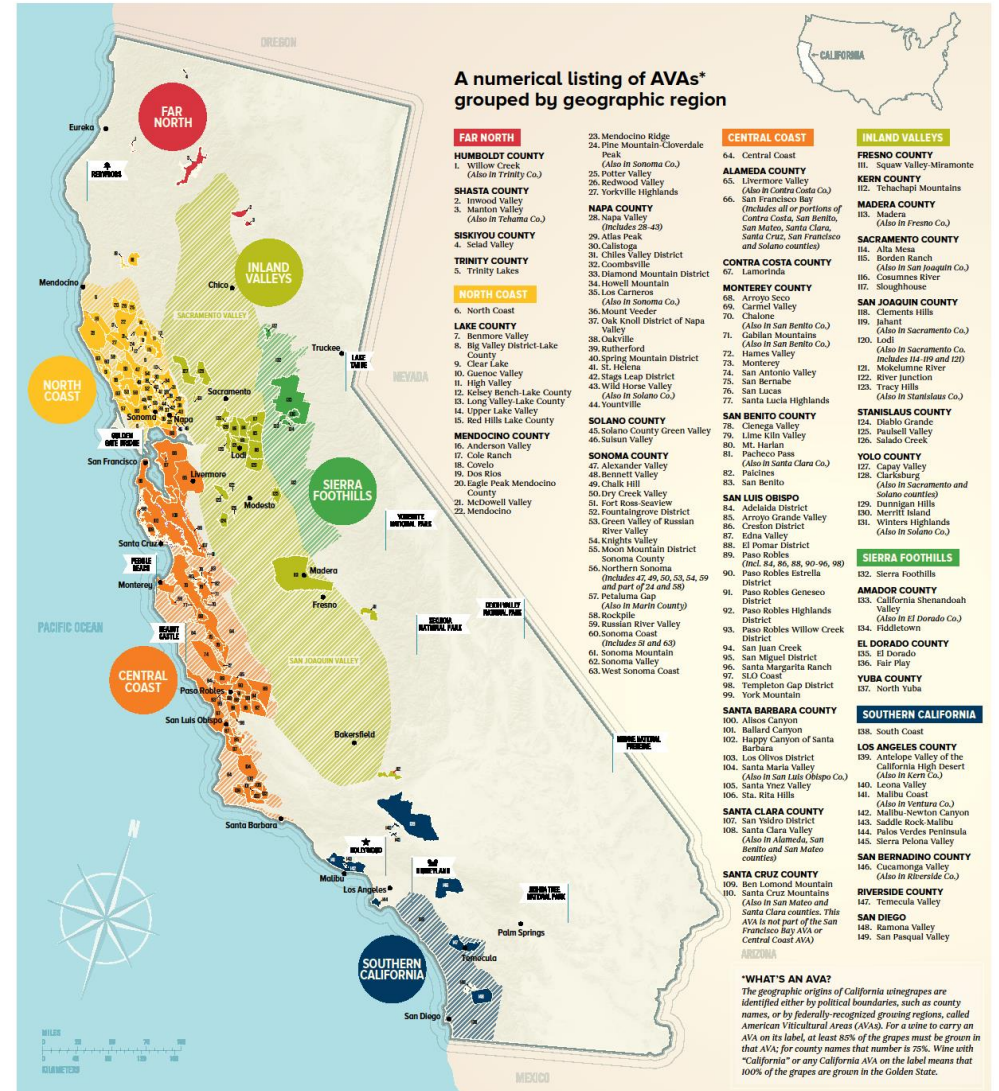 OREGON
CALIFORNIA
A numerical listing of AVAs*
grouped by geographic region
FAR NORTH
HUMBOLDT COUNTY
1. Willow Creek
(Also in Trinity Co.)
SHASTA COUNTY
2. Inwood Valley
3. Manton Valley
(Also in Tehama Co.)
SISKIYOU COUNTY
4. Seiad Valley
TRINITY COUNTY
5. Trinity Lakes
NORTH COAST
6. North Coast
LAKE COUNTY
7. Benmore Valley
8. Big Valley District-Lake
County
9. Clear Lake
10. Guenoc Valley
11. High Valley
12. Kelsey Bench-Lake County
13. Long Valley-Lake County
14. Upper Lake Valley
15. Red Hills Lake County
MENDOCINO COUNTY
16. Anderson Valley
17. Cole Ranch
18. Covelo
19. Dos Rios
20. Eagle Peak Mendocino
County
21. McDowell Valley
22. Mendocino
23. Mendocino Ridge
24. Pine Mountain-Cloverdale
Peak
(Also in Sonoma Co.)
25. Potter Valley
26. Redwood Valley
27. Yorkville Highlands
NAPA COUNTY
28. Napa Valley
(Includes 28-43)
29. Atlas Peak
30. Calistoga
31. Chiles Valley District
32. Coombsville
33. Diamond Mountain District
34. Howell Mountain
35. Los Carneros
(Also in Sonoma Co.)
36. Mount Veeder
37. Oak Knoll District of Napa
Valley
38. Oakville
39. Rutherford
40. Spring Mountain District
41. St. Helena
42. Stags Leap District
43. Wild Horse Valley
(Also in Solano Co.)
44. Yountville
SOLANO COUNTY
45. Solano County Green Valley
46. Suisun Valley
SONOMA COUNTY
47. Alexander Valley
48. Bennett Valley
49. Chalk Hill
50. Dry Creek Valley
51. Fort Ross-Seaview
52. Fountaingrove District
53. Green Valley of Russian
River Valley
54. Knights Valley
55. Moon Mountain District
Sonoma County
56. Northern Sonoma
(Includes 47, 49, 50, 53, 54, 59
and part of 24 and 58)
57. Petaluma Gap
(Also in Marin County)
58. Rockpile
59. Russian River Valley
60. Sonoma Coast
(Includes 51 and 63)
61. Sonoma Mountain
62. Sonoma Valley
63. West Sonoma Coast
CENTRAL COAST
64. Central Coast
ALAMEDA COUNTY
65. Livermore Valley
(Also in Contra Costa Co.)
66. San Francisco Bay
(Includes all or portions of
Contra Costa, San Benito,
San Mateo, Santa Clara,
Santa Cruz, San Francisco
and Solano counties)
CONTRA COSTA COUNTY
67. Lamorinda
MONTEREY COUNTY
68. Arroyo Seco
69. Carmel Valley
70. Chalone
(Also in San Benito Co.)
71. Gabilan Mountains
(Also in San Benito Co.)
72. Hames Valley
73. Monterey
74. San Antonio Valley
75. San Bernabe
76. San Lucas
77. Santa Lucia Highlands
SAN BENITO COUNTY
78. Cienega Valley
79. Lime Kiln Valley
80. Mt. Harlan
81. Pacheco Pass
(Also in Santa Clara Co.)
82. Paicines
83. San Benito
SAN LUIS OBISPO
84. Adelaida District
85. Arroyo Grande Valley
86. Creston District
87. Edna Valley
88. El Pomar District
89. Paso Robles
(Incl. 84, 86, 88, 90-96, 98)
90. Paso Robles Estrella
District
91. Paso Robles Geneseo
District
92. Paso Robles Highlands
District
93. Paso Robles Willow Creek
District
94. San Juan Creek
95. San Miguel District
96. Santa Margarita Ranch
97. SLO Coast
98. Templeton Gap District
99. York Mountain
SANTA BARBARA COUNTY
100. Alisos Canyon
101. Ballard Canyon
102. Happy Canyon of Santa
Barbara
103. Los Olivos District
104. Santa Maria Valley
(Also in San Luis Obispo Co.)
105. Santa Ynez Valley
106. Sta. Rita Hills
SANTA CLARA COUNTY
107. San Ysidro District
108. Santa Clara Valley
(Also in Alameda, San
Benito and San Mateo
counties)
SANTA CRUZ COUNTY
109. Ben Lomond Mountain
110. Santa Cruz Mountains
(Also in San Mateo and
Santa Clara counties. This
AVA is not part of the San
Francisco Bay AVA or
Central Coast AVA)
INLAND VALLEYS
FRESNO COUNTY
111. Squaw Valley-Miramonte
KERN COUNTY
112. Tehachapi Mountains
MADERA COUNTY
113. Madera
(Also in Fresno Co.)
SACRAMENTO COUNTY
114. Alta Mesa
115. Borden Ranch
(Also in San Joaquin Co.)
116. Cosumnes River
117. Sloughhouse
SAN JOAQUIN COUNTY
118. Clements Hills
119. Jahant
(Also in Sacramento Co.)
120. Lodi
(Also in Sacramento Co.
Includes 114-119 and 121)
121. Mokelumne River
122. River Junction
123. Tracy Hills
(Also in Stanislaus Co.)
STANISLAUS COUNTY
124. Diablo Grande
125. Paulsell Valley
126. Salado Creek
YOLO COUNTY
127. Capay Valley
128. Clarksburg
(Also in Sacramento and
Solano counties)
129. Dunnigan Hills
130. Merritt Island
131. Winters Highlands
(Also in Solano Co.)
SIERRA FOOTHILLS
132. Sierra Foothills
AMADOR COUNTY
133. California Shenandoah
Valley
(Also in El Dorado Co.)
134. Fiddletown
EL DORADO COUNTY
135. El Dorado
136. Fair Play
YUBA COUNTY
137. North Yuba
SOUTHERN CALIFORNIA
138. South Coast
LOS ANGELES COUNTY
139. Antelope Valley of the
California High Desert
(Also in Kern Co.)
140. Leona Valley
141. Malibu Coast
(Also in Ventura Co.)
142. Malibu-Newton Canyon
143. Saddle Rock-Malibu
144. Palos Verdes Peninsula
145. Sierra Pelona Valley
SAN BERNADINO COUNTY
146. Cucamonga Valley
(Also in Riverside Co.)
RIVERSIDE COUNTY
147. Temecula Valley
SAN DIEGO
148. Ramona Valley
149. San Pasqual Valley
FAR
NORTH
Eureka
REDWOODS
INLAND
VALLEYS
Mendocino
Chico
SACRAMENTO VALLEY
Truckee
LAKE
TAHOE
NEVADA
NORTH
COAST
Sacramento
Sonoma
Napa
GOLDEN
GATE BRIDGE
Lodi
San Francisco
Livermore
SIERRA
FOOTHILLS
Modesto
YOSEMITE
NATIONAL PARK
Santa Cruz
PEBBLE
BEACH
Monterey
Madera
Fresno
DEATH VALLEY
NATIONAL PARK
SEQUOIA
NATIONAL PARK
PACIFIC OCEAN
HEARST
CASTLE
SAN JOAQUIN VALLEY
CENTRAL
COAST
Paso Robles
San Luis Obispo
Bakersfield
MOJAVE NATIONAL
PRESERVE
Santa Barbara
N
HOLLYWOOD
DISNEYLAND
Malibu
Los Angeles
JOSHUA TREE
NATIONAL PARK
Palm Springs
SOUTHERN
CALIFORNIA
Temecula
San Diego
ARIZONA
MILES
KILOMETERS
MEXICO
*WHAT'S AN AVA?
The geographic origins of California winegrapes are
identified either by political boundaries, such as county
names, or by federally-recognized growing regions, called
American Viticultural Areas (AVAs). For a wine to carry an
AVA on its label, at least 85% of the grapes must be grown in
that AVA; for county names that number is 75%. Wine with
"California" or any California AVA on the label means that
100% of the grapes are grown in the Golden State.